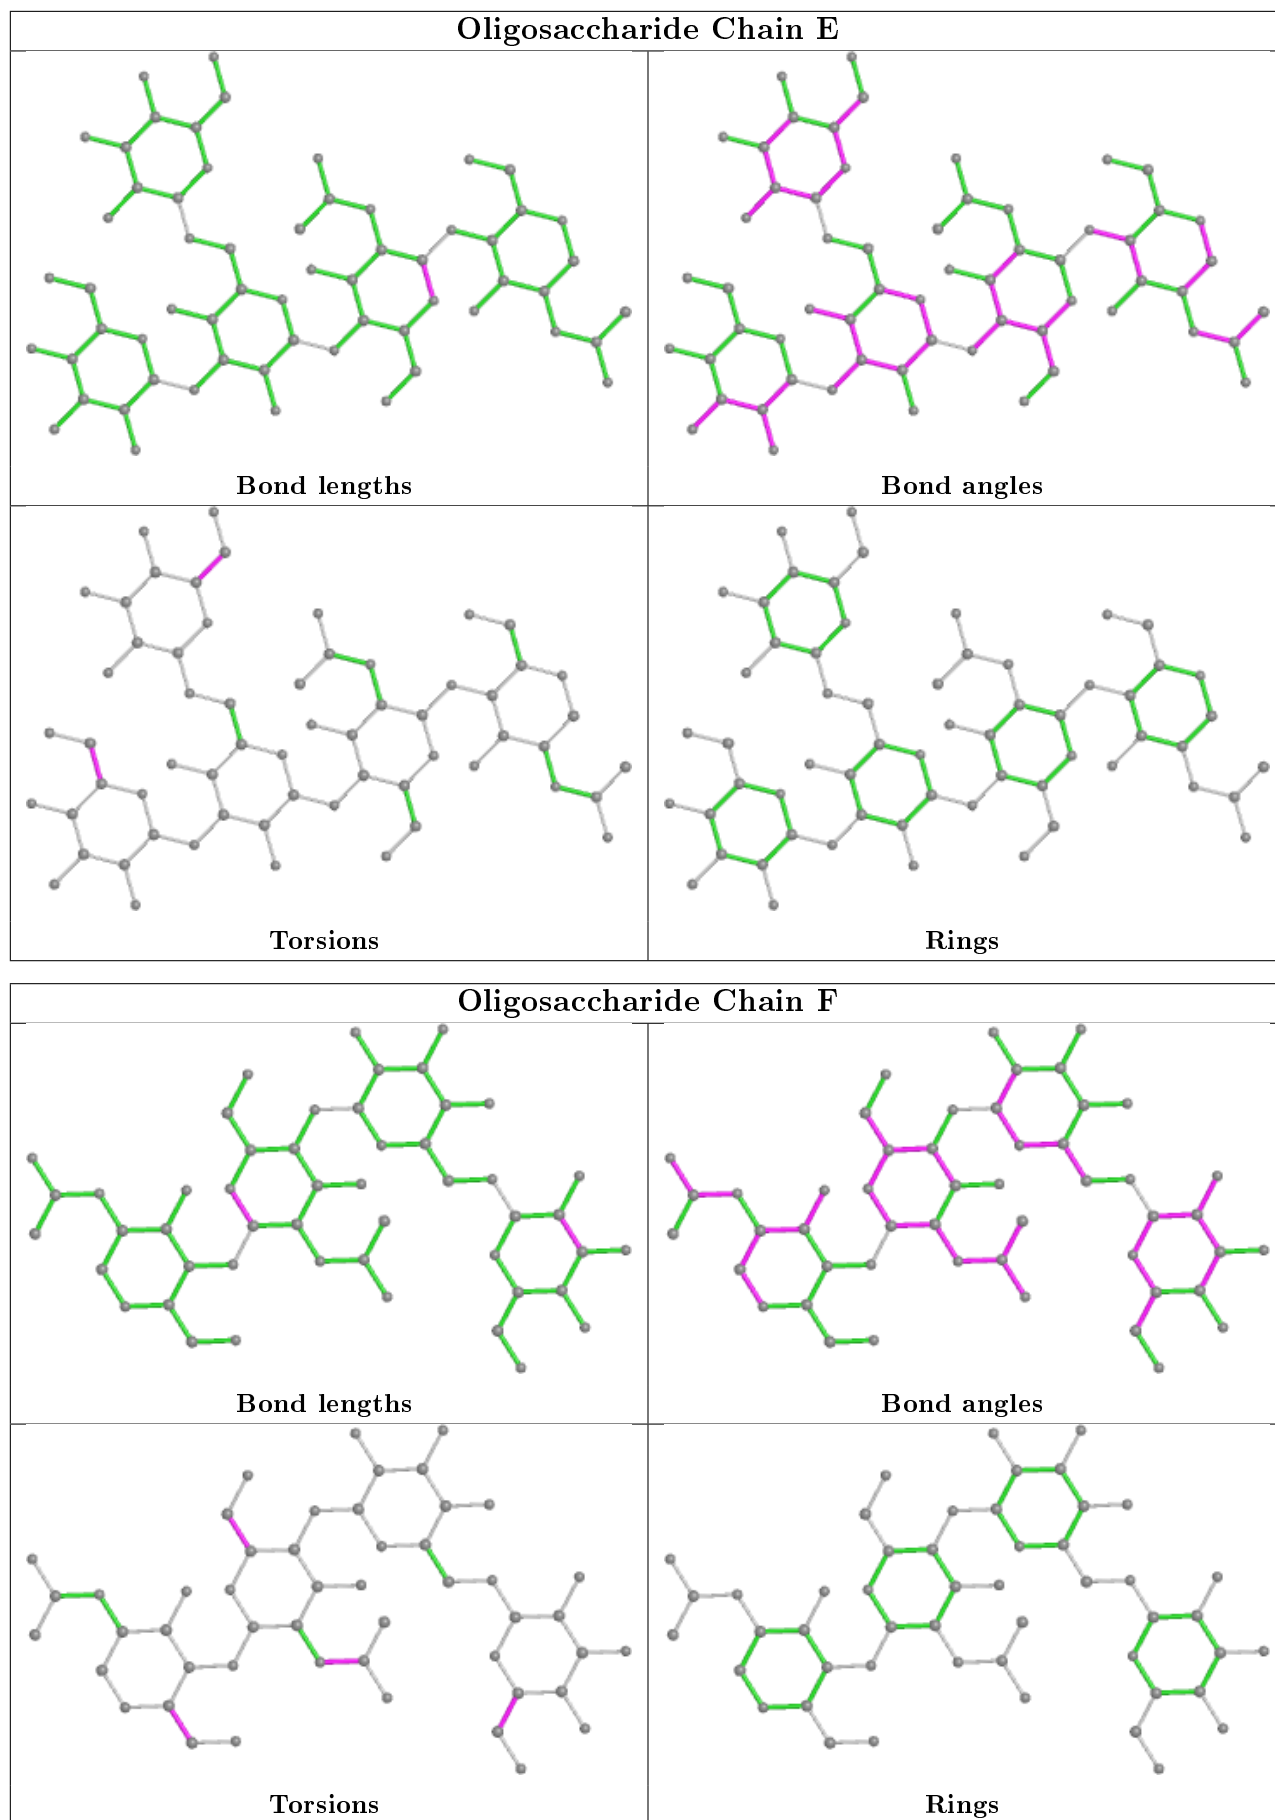 Oligosaccharide Chain E
Bond lengths
Bond angles
Torsions
Rings
Oligosaccharide Chain F
Bond lengths
Bond angles
Torsions
Rings